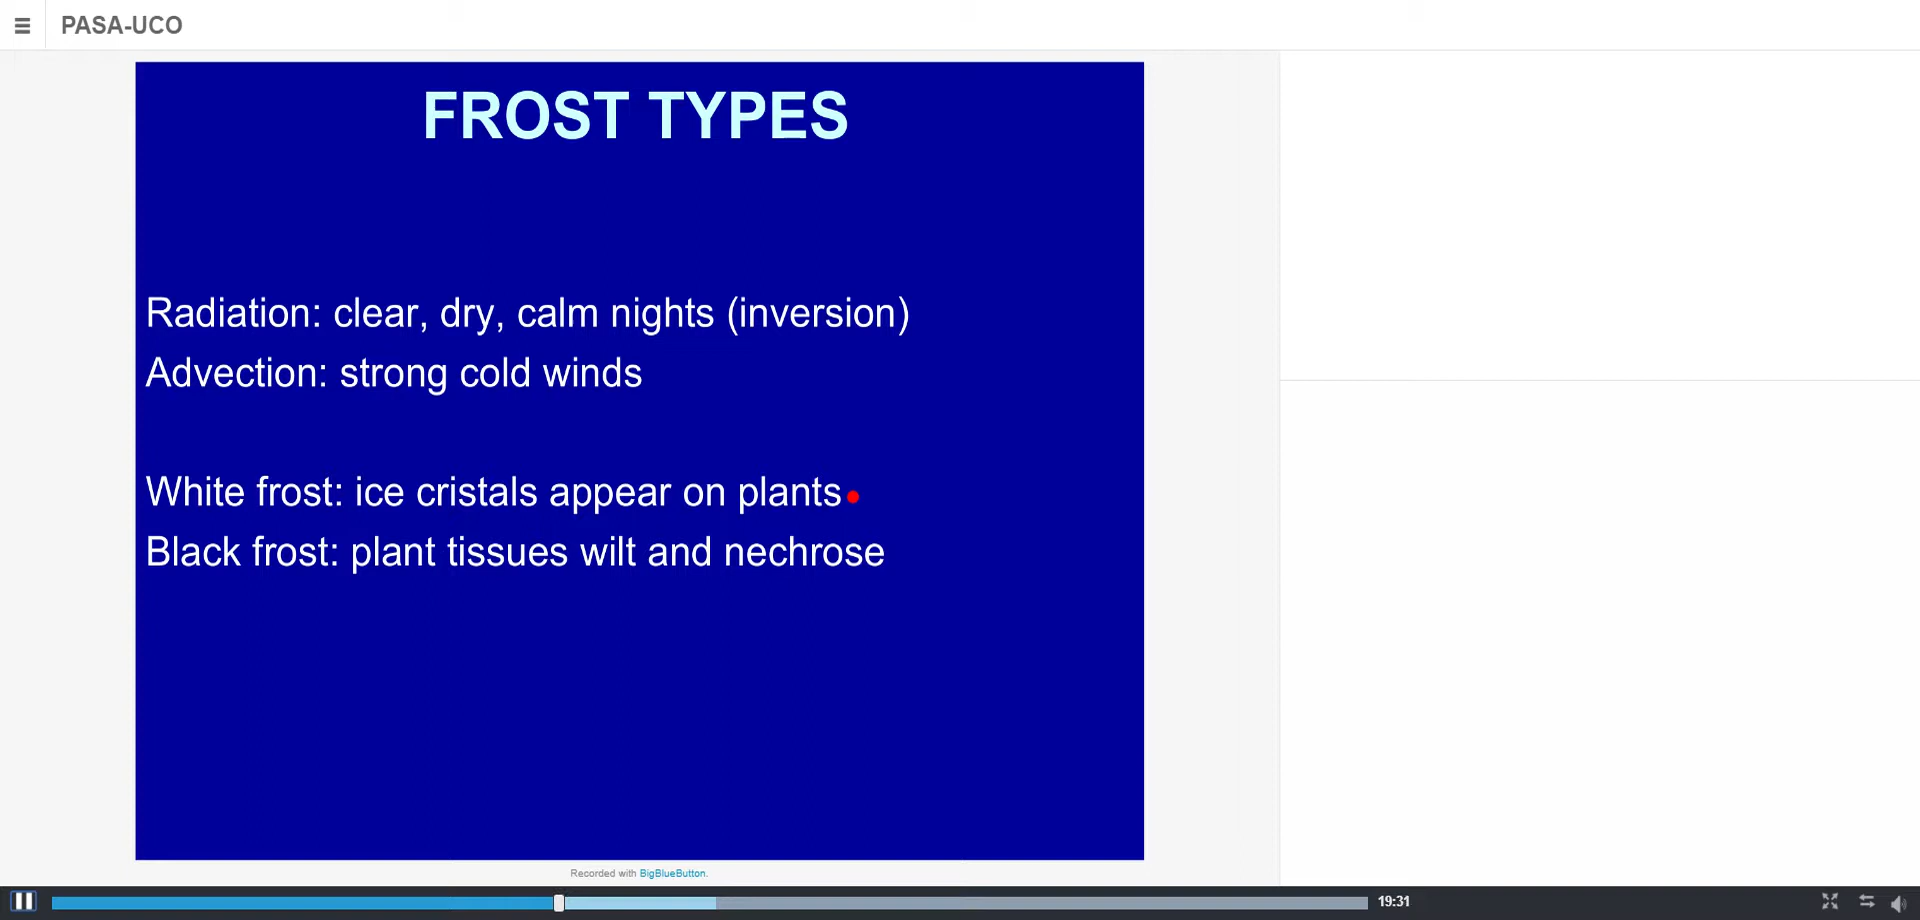 PASA-UCO
FROST TYPES
Radiation: clear, dry, calm nights (inversion)
Advection: strong cold winds
White frost: ice cristals appear on plants
Black frost: plant tissues wilt and nechrose
Recorded with BigBlueButton.
19:31